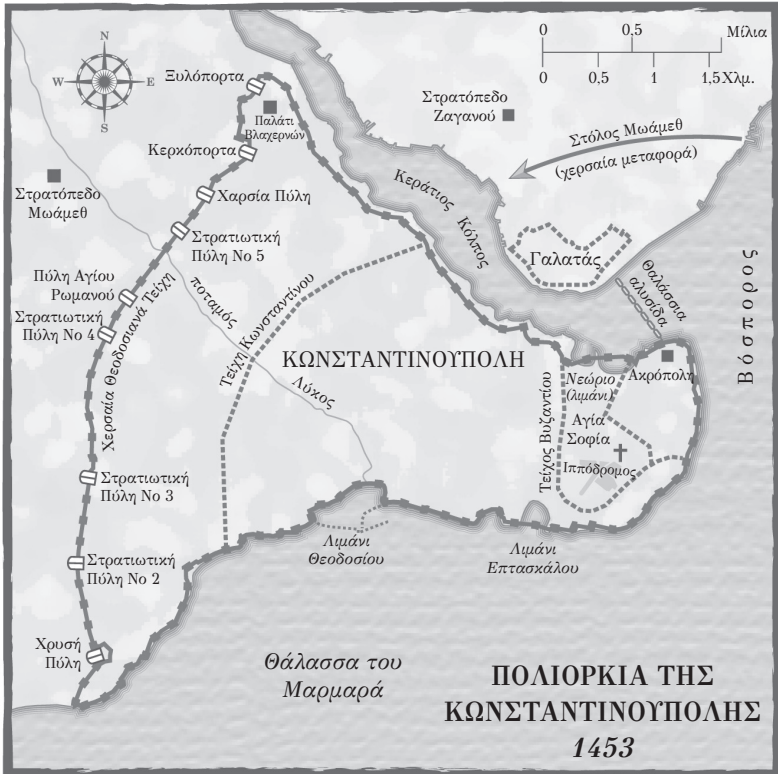 N
W E
S
0 0.5 Μίλια
0 0,5 1 1,5 Χλμ.
Ξυλόπορτα
Παλάτι
Βλαχερνών
Κερκόπορτα
Στρατόπεδο
Ζαγανού
Στόλος Μωάμεθ
(χερσαία μεταφορά)
Στρατόπεδο
Μωάμεθ
Χαρσία Πύλη
Κεράτιος
Κόλπος
Στρατιωτική
Πύλη Νο 5
Γαλατάς
Θαλάσσια
αλυσίδα
Βόσπορος
Πύλη Αγίου
Ρωμανού
Στρατιωτική
Πύλη Νο 4
Χερσαία Θεοδοσιανά Τείχη
ποταμός
Λύκος
Τείχη Κωνσταντίνου
ΚΩΝΣΤΑΝΤΙΝΟΥΠΟΛΗ
Νεώριο
(λιμάνι)
Ακρόπολη
Τείχος Βυζαντίου
Αγία
Σοφία
Ιππόδρομος
Στρατιωτική
Πύλη Νο 3
Στρατιωτική
Πύλη Νο 2
Λιμάνι
Θεοδοσίου
Λιμάνι
Επτασκάλου
Χρυσή
Πύλη
Θάλασσα του
Μαρμαρά
ΠΟΛΙΟΡΚΙΑ ΤΗΣ
ΚΩΝΣΤΑΝΤΙΝΟΥΠΟΛΗΣ
1453